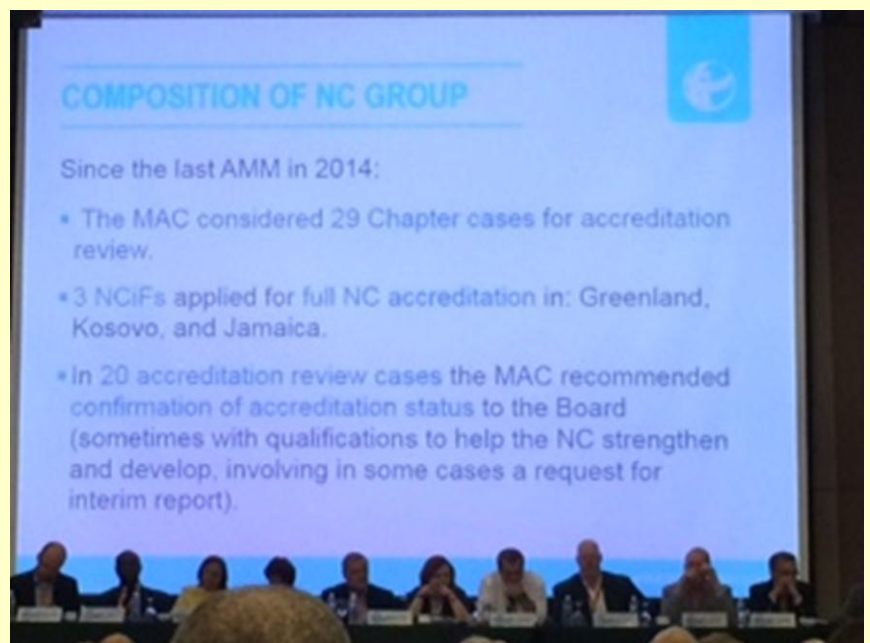 COMPOSITION OF NC GROUP
Since the last AMM in 2014:
• The MAC considered 29 Chapter cases for accreditation
review.
• 3 NCiFs applied for full NC accreditation in: Greenland,
Kosovo, and Jamaica.
• In 20 accreditation review cases the MAC recommended
confirmation of accreditation status to the Board
(sometimes with qualifications to help the NC strengthen
and develop, involving in some cases a request for
interim report).